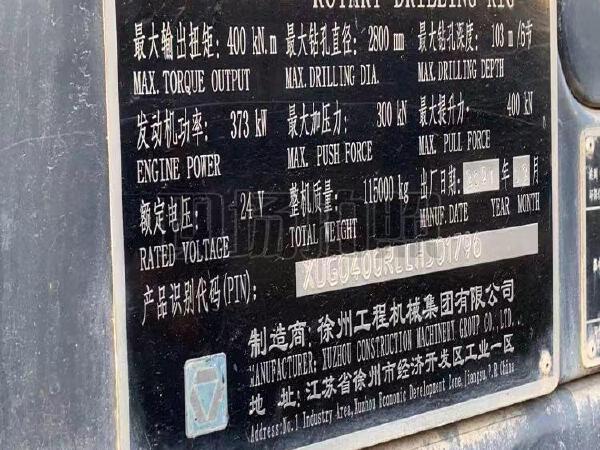 ROTARY DRILLING RIG
最大输出扭矩: 400 kN.m 最大钻孔直径: 2800 mm 最大钻孔深度: 103 m /6节
MAX. TORQUE OUTPUT MAX. DRILLING DIA. MAX. DRILLING DEPTH
发动机功率: 373 kW 最大加压力: 300 kN 最大提升力: 400 kN
ENGINE POWER MAX. PUSH FORCE MAX. PULL FORCE
额定电压: 24 V 整机质量: 115000 kg 出厂日期: 2021 年 月
RATED VOLTAGE TOTAL WEIGHT MANUF. DATE YEAR MONTH
产品识别代码(PIN):
制造商: 徐州工程机械集团有限公司
MANUFACTURER: XUZHOU CONSTRUCTION MACHINERY GROUP CO., LTD.
地 址: 江苏省徐州市经济开发区工业一区
Address: No.1 Industry Area, Xuzhou Economic Development Zone, Jiangsu, P.R. China